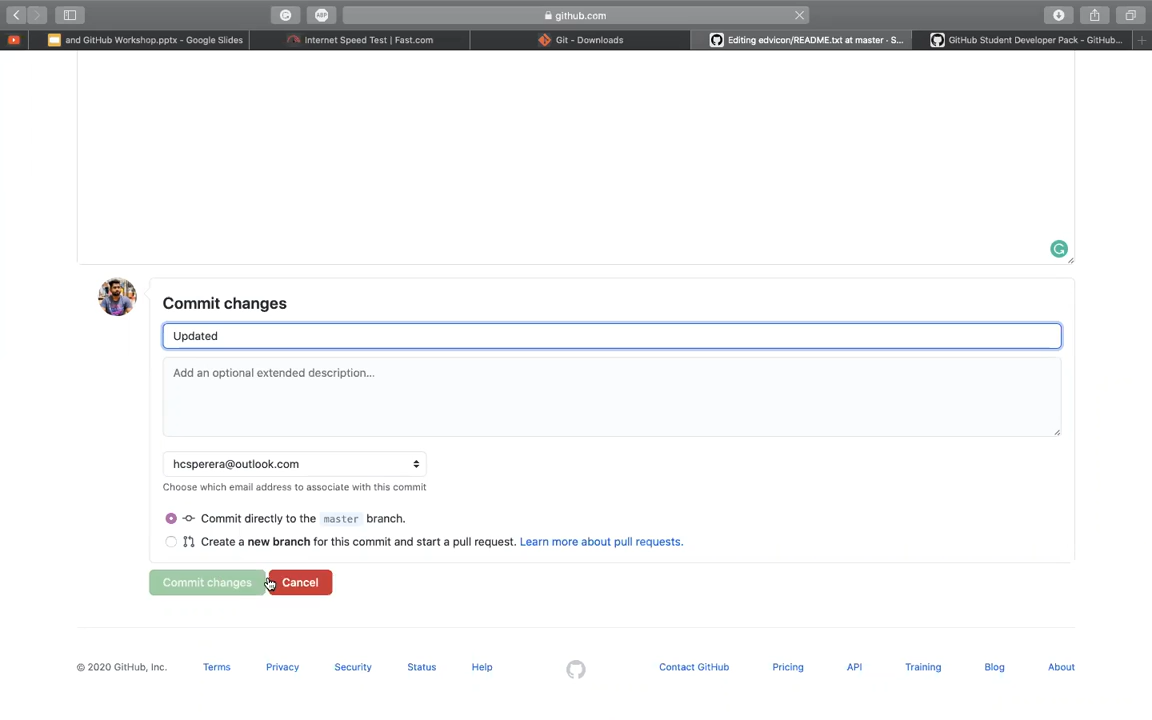 ABP
github.com
and GitHub Workshop.pptx - Google Slides
Internet Speed Test | Fast.com
Git - Downloads
Editing edvicon/README.txt at master · S...
GitHub Student Developer Pack - GitHub...
Commit changes
Updated
Add an optional extended description...
hcsperera@outlook.com
Choose which email address to associate with this commit
Commit directly to the master branch.
Create a new branch for this commit and start a pull request. Learn more about pull requests.
Commit changes
Cancel
© 2020 GitHub, Inc.
Terms
Privacy
Security
Status
Help
Contact GitHub
Pricing
API
Training
Blog
About